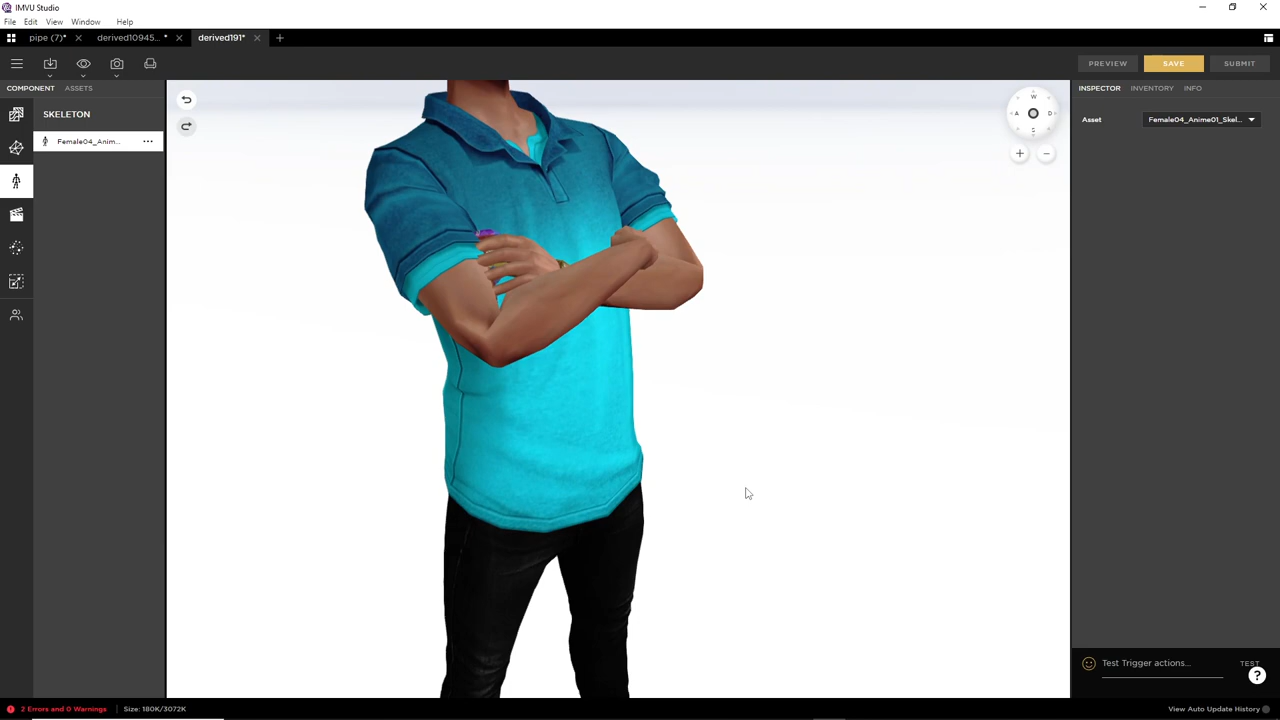 IMVU Studio
File Edit View Window Help
pipe (7)* derived10945... * derived191*
PREVIEW SAVE SUBMIT
COMPONENT ASSETS
INSPECTOR INVENTORY INFO
SKELETON
Asset Female04_Anime01_Skel...
Female04_Anim...
W
A D
S
Test Trigger actions... TEST
?
2 Errors and 0 Warnings Size: 180K/3072K
View Auto Update History